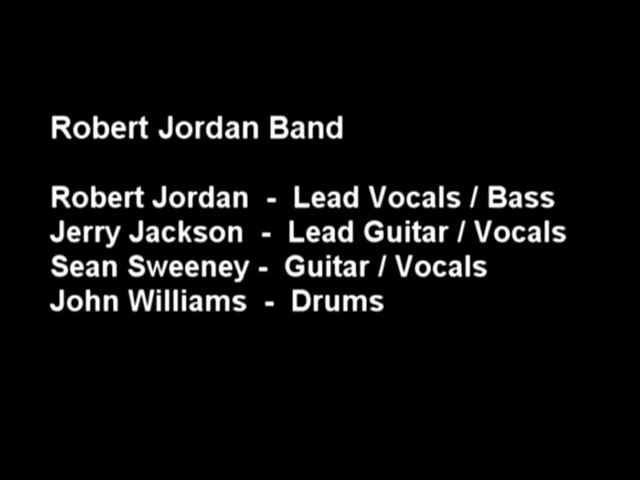 Robert Jordan Band
Robert Jordan - Lead Vocals / Bass
Jerry Jackson - Lead Guitar / Vocals
Sean Sweeney - Guitar / Vocals
John Williams - Drums